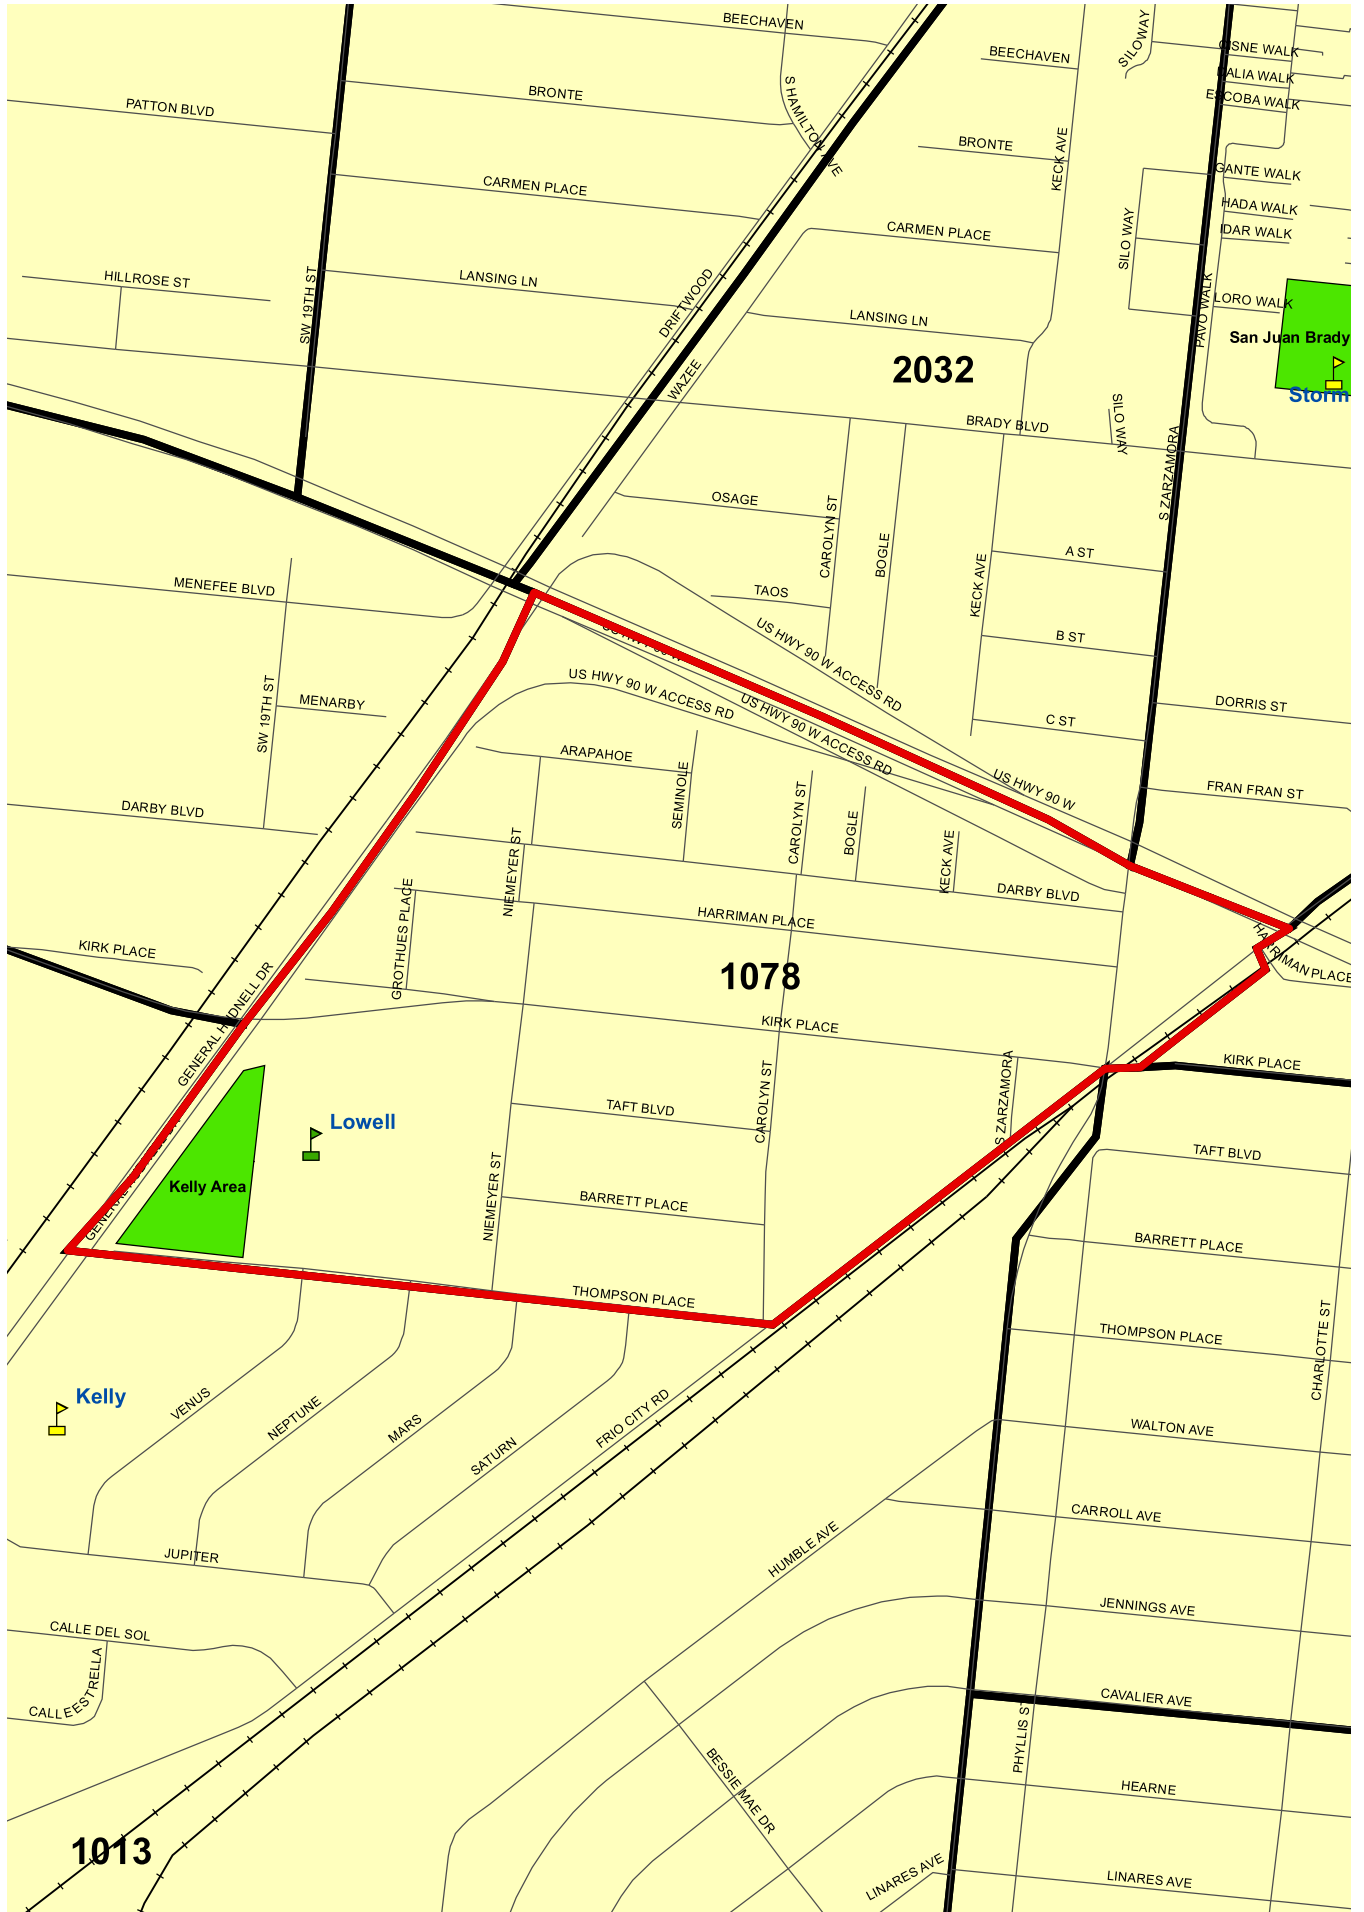 BEECHAVEN
BEECHAVEN
SILOWAY
CISNE WALK
DALIA WALK
ESCOBA WALK
PATTON BLVD
BRONTE
S HAMILTON AVE
BRONTE
KECK AVE
GANTE WALK
CARMEN PLACE
HADA WALK
CARMEN PLACE
SILO WAY
IDAR WALK
HILLROSE ST
LANSING LN
SW 19TH ST
DRIFTWOOD
LORO WALK
PAVO WALK
LANSING LN
San Juan Brady
WAZEE
2032
Storm
BRADY BLVD
SILO WAY
S ZARZAMORA
OSAGE
CAROLYN ST
BOGLE
KECK AVE
A ST
MENEFEE BLVD
TAOS
US HWY 90 W
US HWY 90 W ACCESS RD
B ST
US HWY 90 W ACCESS RD
US HWY 90 W ACCESS RD
SW 19TH ST
MENARBY
DORRIS ST
C ST
ARAPAHOE
SEMINOLE
US HWY 90 W
FRAN FRAN ST
DARBY BLVD
CAROLYN ST
BOGLE
NIEMEYER ST
KECK AVE
DARBY BLVD
GROTHUES PLACE
HARRIMAN PLACE
HARRIMAN PLACE
KIRK PLACE
1078
GENERAL HUDNELL DR
KIRK PLACE
KIRK PLACE
S ZARZAMORA
CAROLYN ST
TAFT BLVD
Lowell
TAFT BLVD
Kelly Area
NIEMEYER ST
BARRETT PLACE
BARRETT PLACE
THOMPSON PLACE
THOMPSON PLACE
CHARLOTTE ST
Kelly
VENUS
NEPTUNE
MARS
SATURN
FRIO CITY RD
WALTON AVE
CARROLL AVE
HUMBLE AVE
JUPITER
JENNINGS AVE
CALLE DEL SOL
CALLE ESTRELLA
CAVALIER AVE
PHYLLIS ST
BESSIE MAE DR
HEARNE
1013
LINARES AVE
LINARES AVE